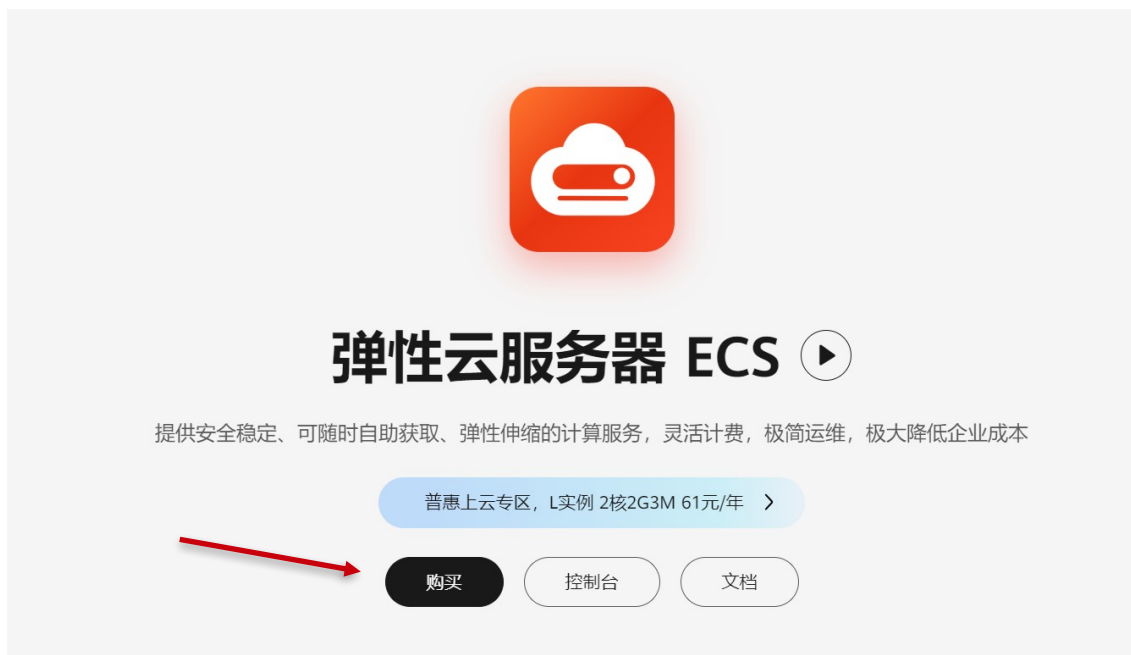 弹性云服务器 ECS
提供安全稳定、可随时自助获取、弹性伸缩的计算服务，灵活计费，极简运维，极大降低企业成本
普惠上云专区，L实例 2核2G3M 61元/年
购买 控制台 文档